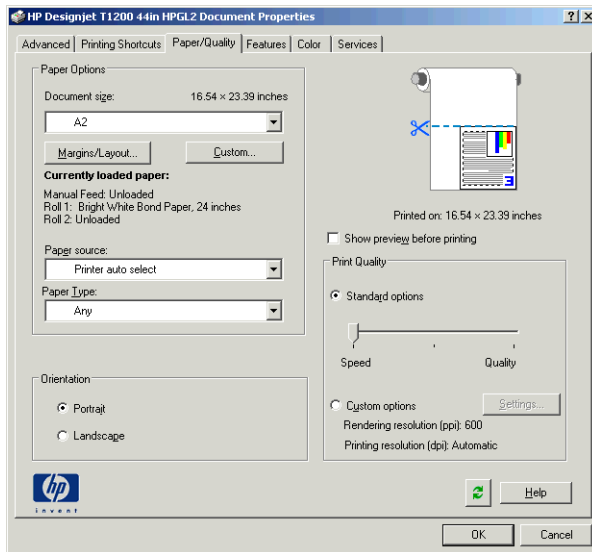 HP Designjet T1200 44in HPGL2 Document Properties
Advanced Printing Shortcuts Paper/Quality Features Color Services
Paper Options
Document size: 16.54 × 23.39 inches
A2
Margins/Layout... Custom...
Currently loaded paper:
Manual Feed: Unloaded
Roll 1: Bright White Bond Paper, 24 inches
Roll 2: Unloaded
Paper source:
Printer auto select
Paper Type:
Any
Orientation
Portrait
Landscape
3
Printed on: 16.54 × 23.39 inches
Show preview before printing
Print Quality
Standard options
Speed Quality
Custom options Settings...
Rendering resolution (ppi): 600
Printing resolution (dpi): Automatic
hp
invent
Help
OK Cancel